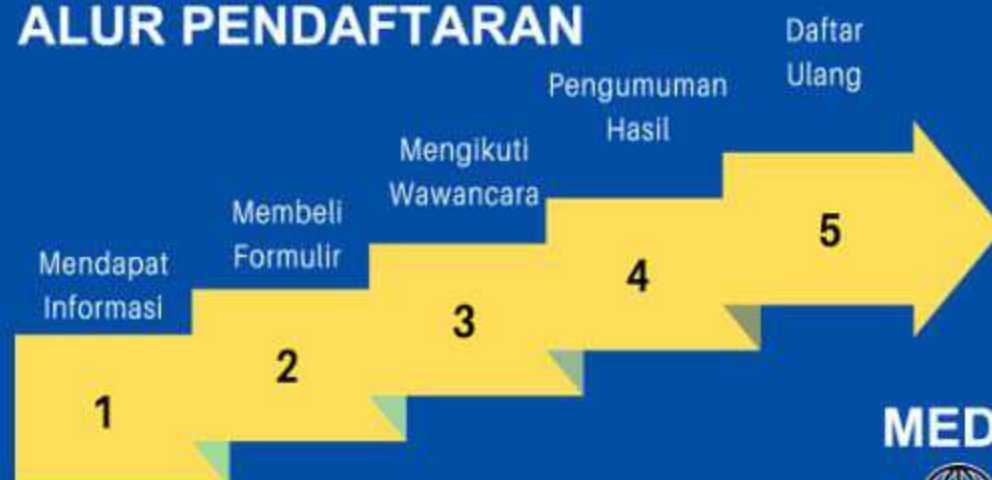 ALUR PENDAFTARAN
Mendapat
Informasi
1
Membeli
Formulir
2
Mengikuti
Wawancara
3
Pengumuman
Hasil
4
Daftar
Ulang
5
MED